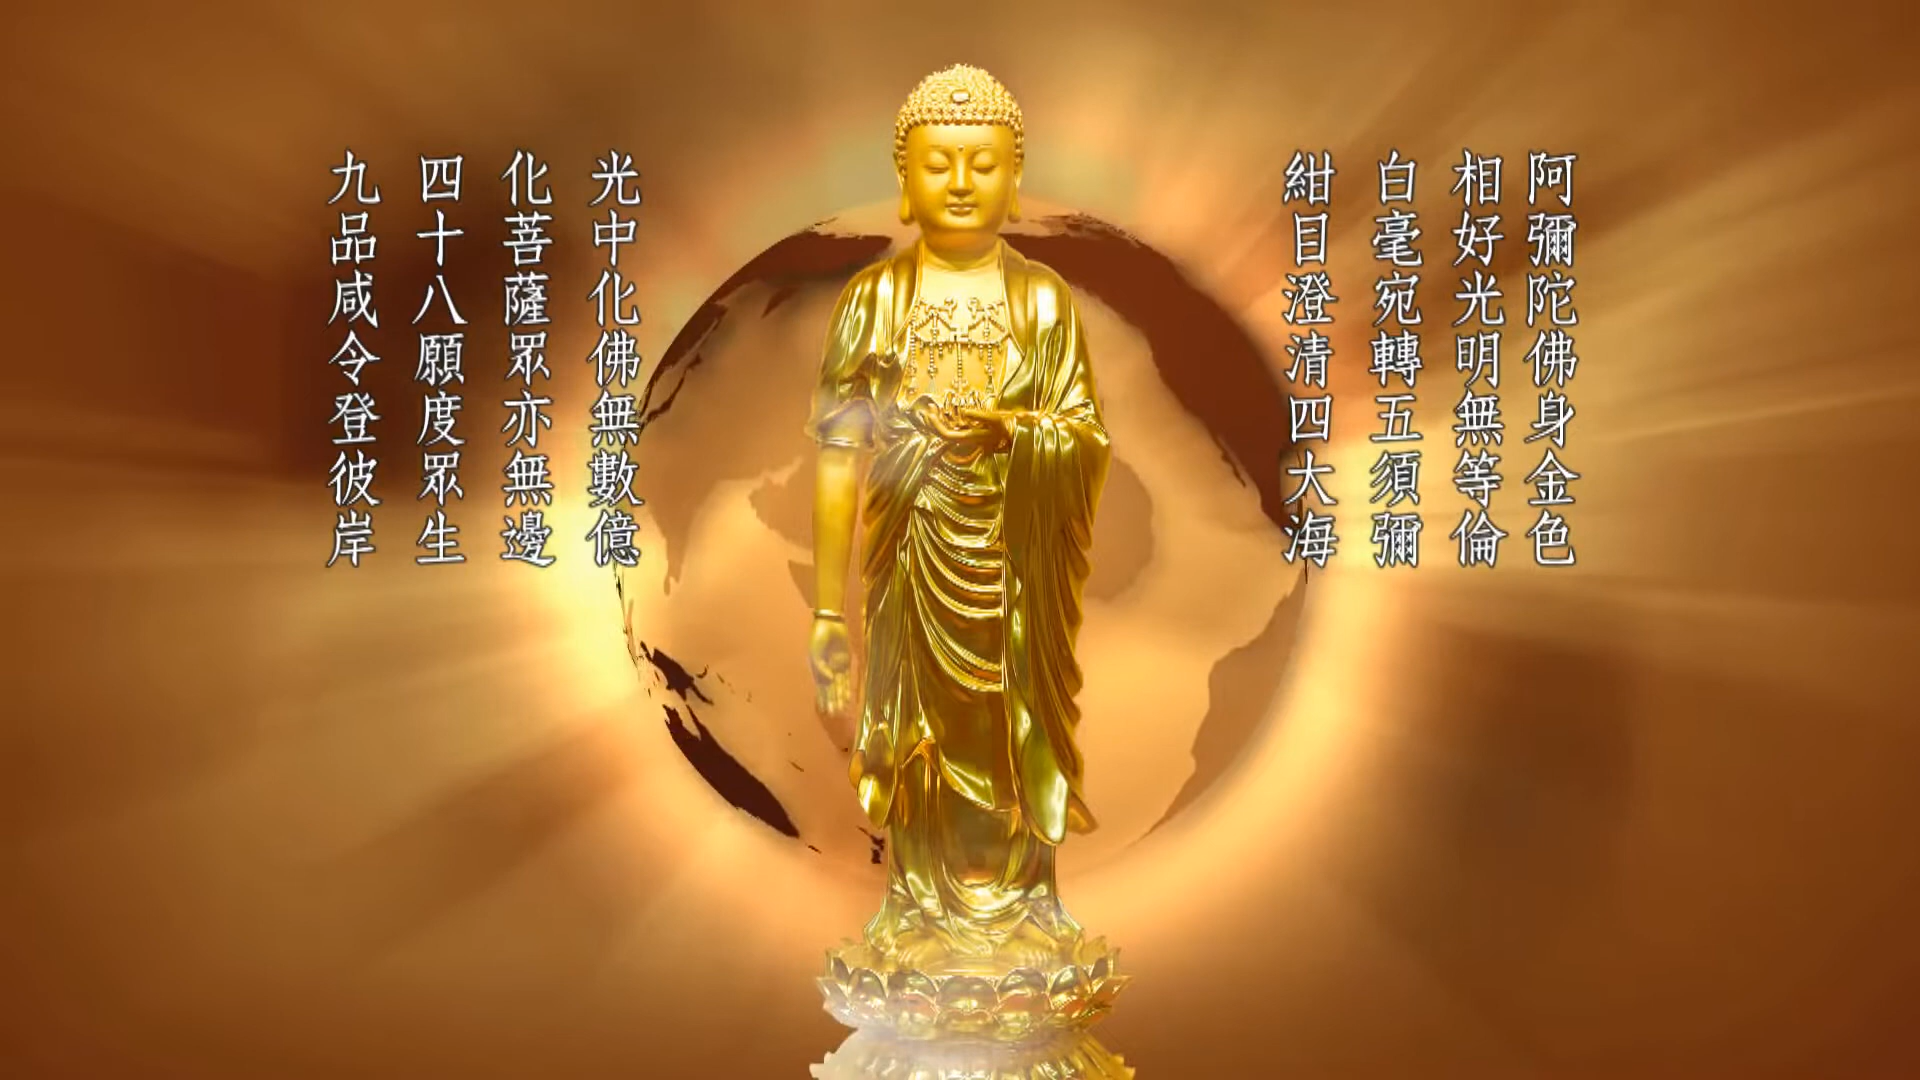 阿彌陀佛身金色
相好光明無等倫
白毫宛轉五須彌
紺目澄清四大海
光中化佛無數億
化菩薩眾亦無邊
四十八願度眾生
九品咸令登彼岸